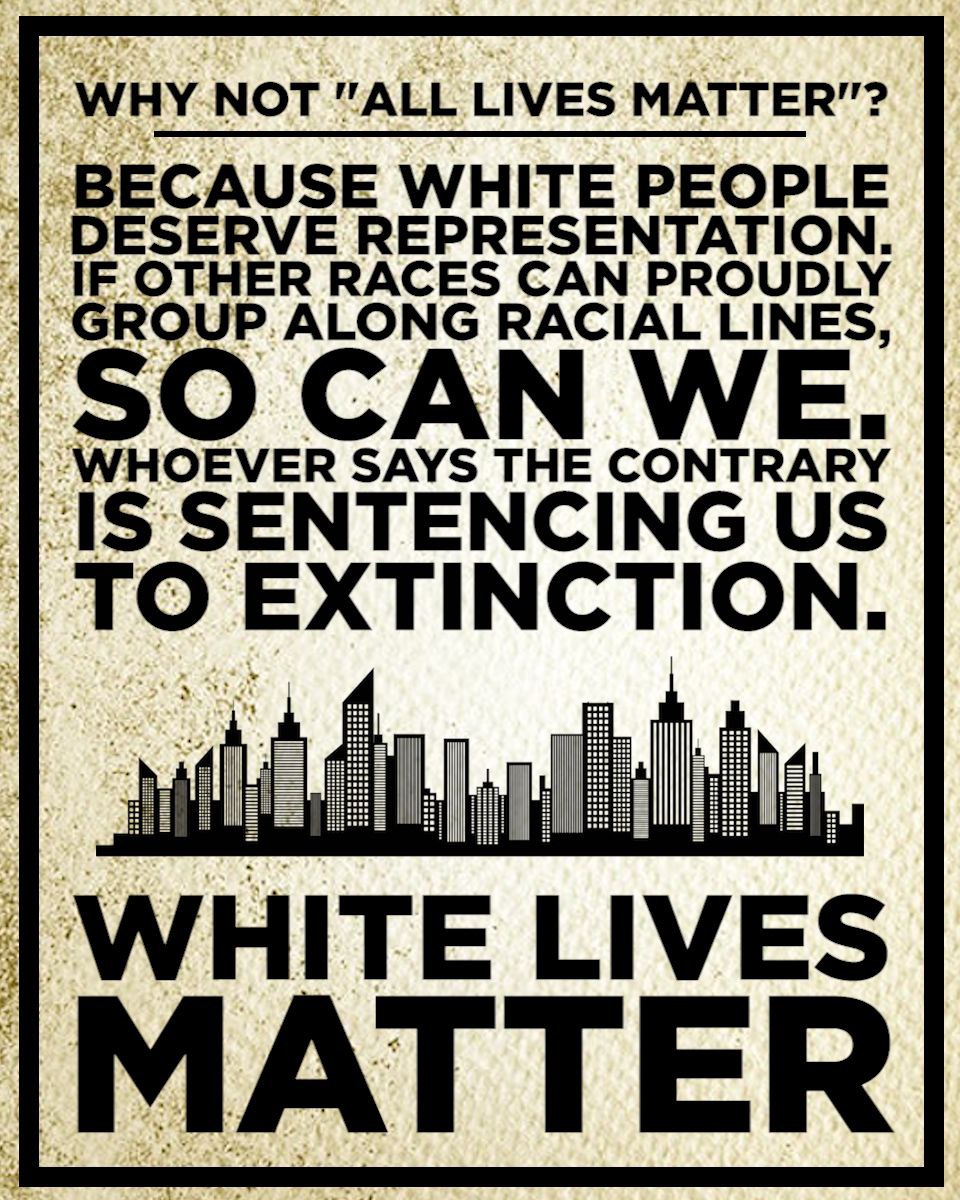 WHY NOT "ALL LIVES MATTER"?
BECAUSE WHITE PEOPLE
DESERVE REPRESENTATION.
IF OTHER RACES CAN PROUDLY
GROUP ALONG RACIAL LINES,
SO CAN WE.
WHOEVER SAYS THE CONTRARY
IS SENTENCING US
TO EXTINCTION.
WHITE LIVES
MATTER